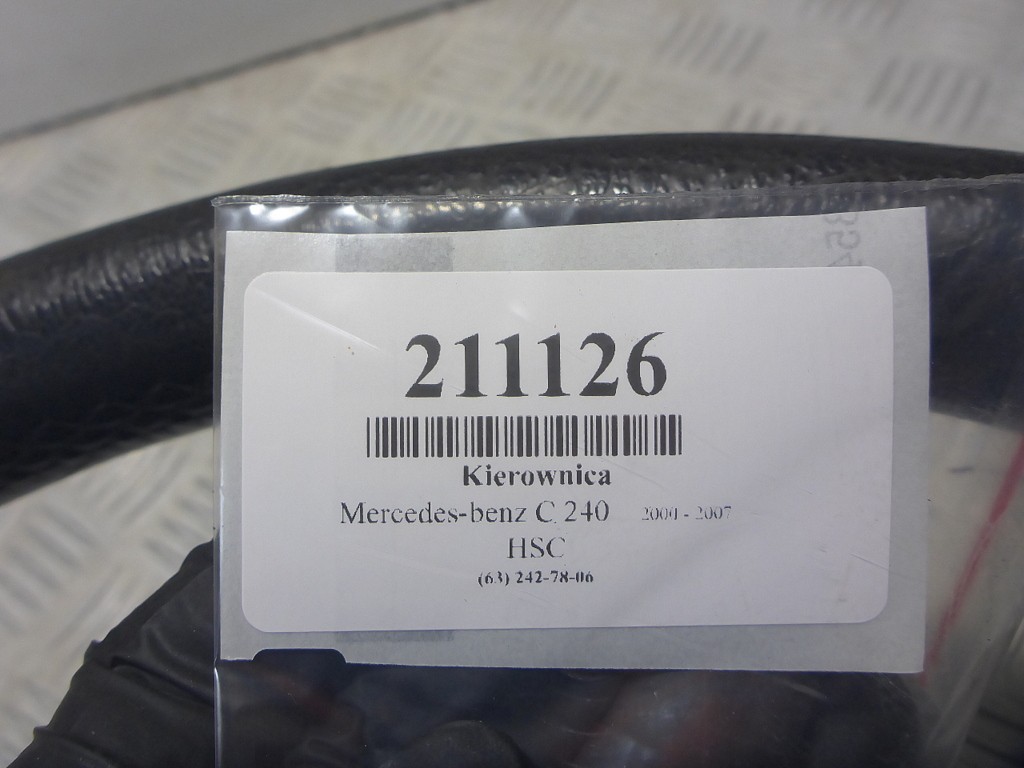 211126
Kierownica
Mercedes-benz C 240 2000 - 2007
HSC
(63) 242-78-06